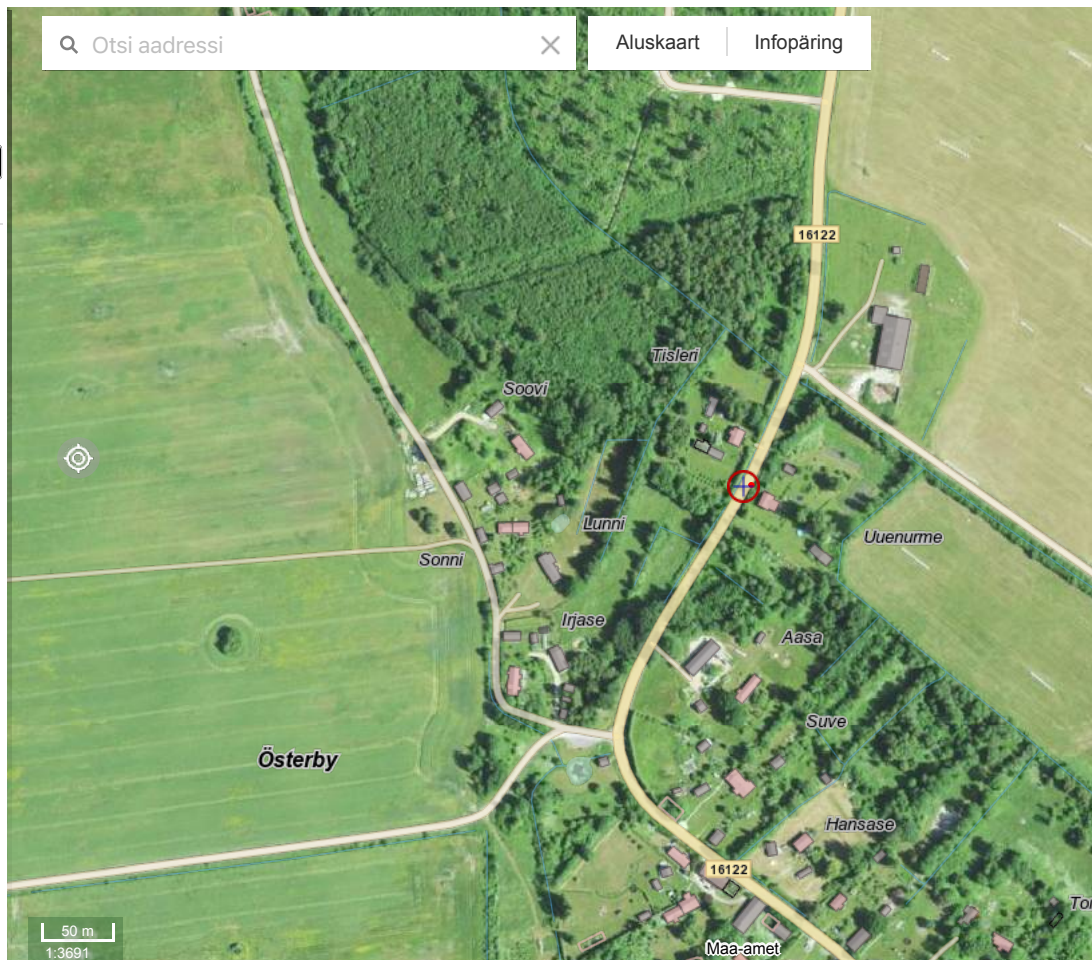 Otsi aadressi
Aluskaart
Infopäring
16122
Tisleri
Soovi
Lunni
Uuenurme
Sonni
Irjase
Aasa
Suve
Österby
Hansase
16122
50 m
1:3691
Maa-amet